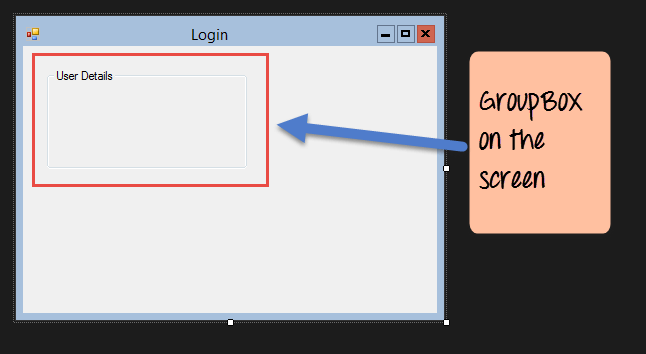 Login
User Details
GroupBox
on the
screen